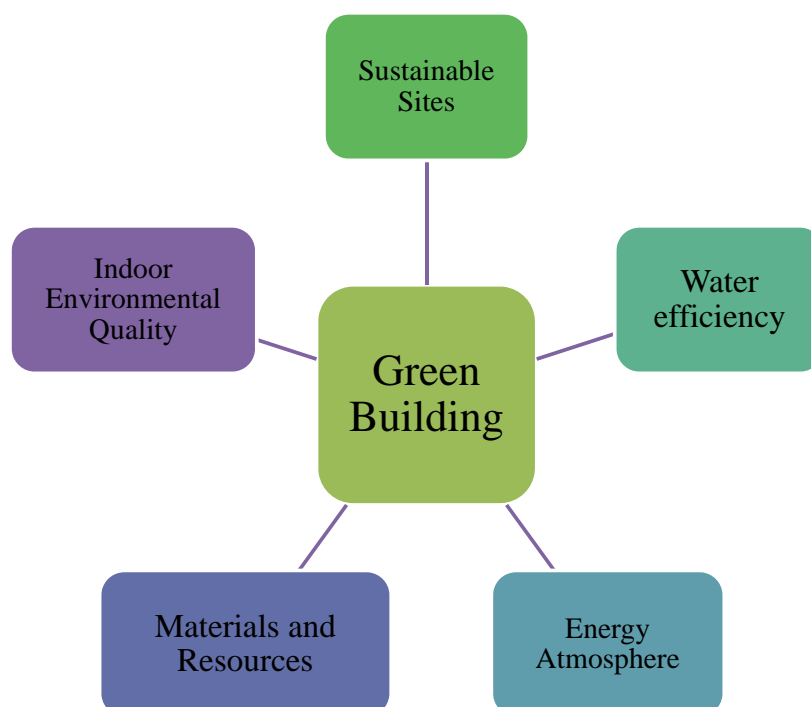 Sustainable
Sites
Indoor
Environmental
Quality
Water
efficiency
Green
Building
Materials and
Resources
Energy
Atmosphere